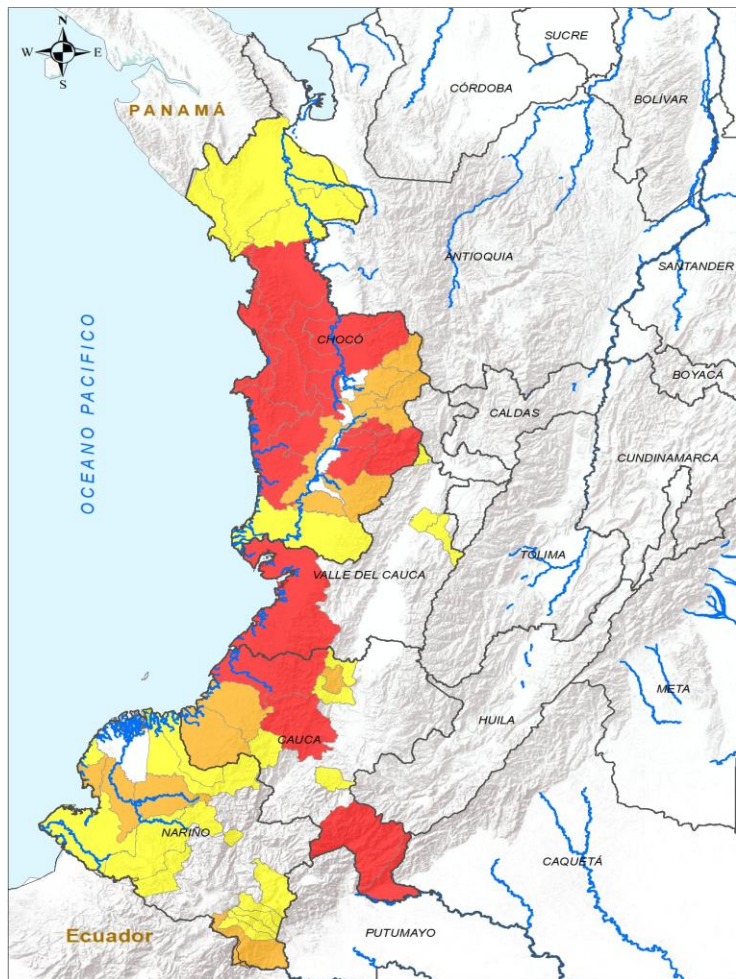 N
W E
S
SUCRE
CÓRDOBA
BOLÍVAR
PANAMÁ
ANTIOQUIA
SANTANDER
OCEANO PACIFICO
CHOCÓ
BOYACÁ
CALDAS
CUNDINAMARCA
TOLIMA
VALLE DEL CAUCA
META
HUILA
CAUCA
NARIÑO
CAQUETÁ
Ecuador
PUTUMAYO